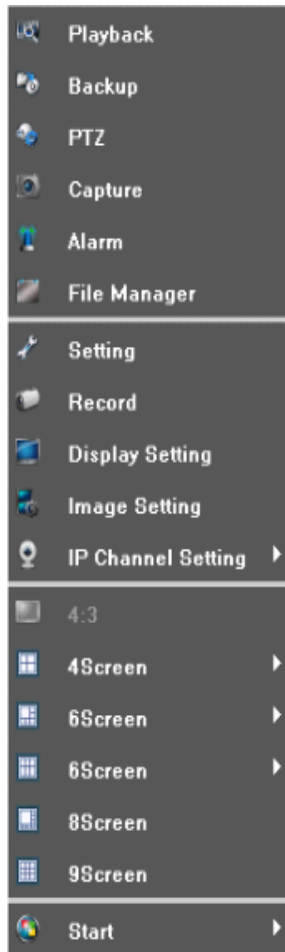 Playback
Backup
PTZ
Capture
Alarm
File Manager
Setting
Record
Display Setting
Image Setting
IP Channel Setting
4:3
4Screen
6Screen
6Screen
8Screen
9Screen
Start